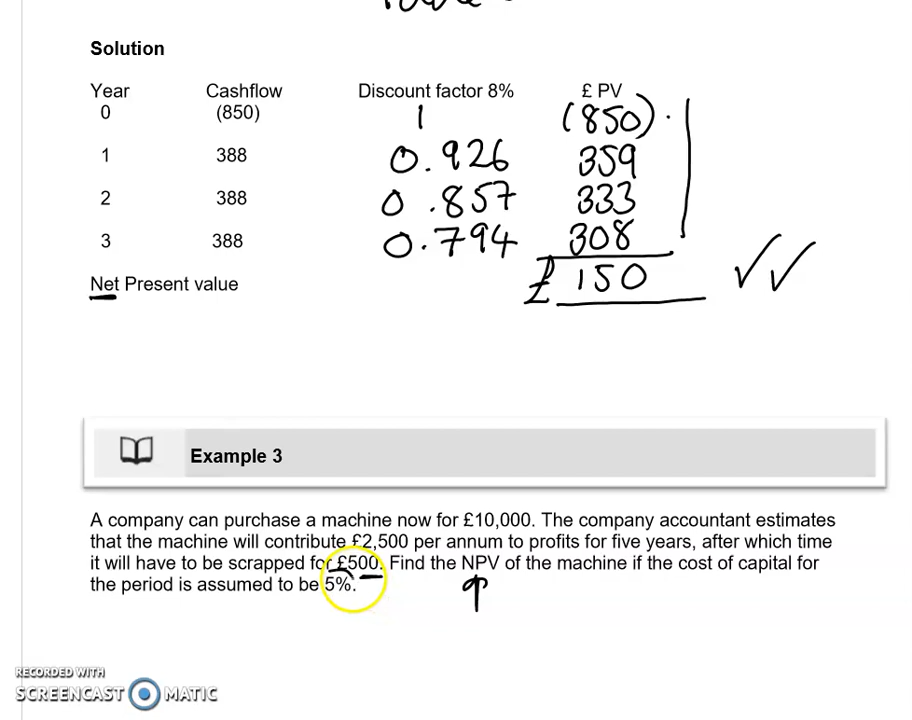 Solution
Year Cashflow Discount factor 8% £ PV
0 (850) 1 (850)
1 388 0.926 359
2 388 0.857 333
3 388 0.794 308
Net Present value £150
Example 3
A company can purchase a machine now for £10,000. The company accountant estimates
that the machine will contribute £2,500 per annum to profits for five years, after which time
it will have to be scrapped for £500. Find the NPV of the machine if the cost of capital for
the period is assumed to be 5%.
RECORDED WITH
SCREENCAST MATIC